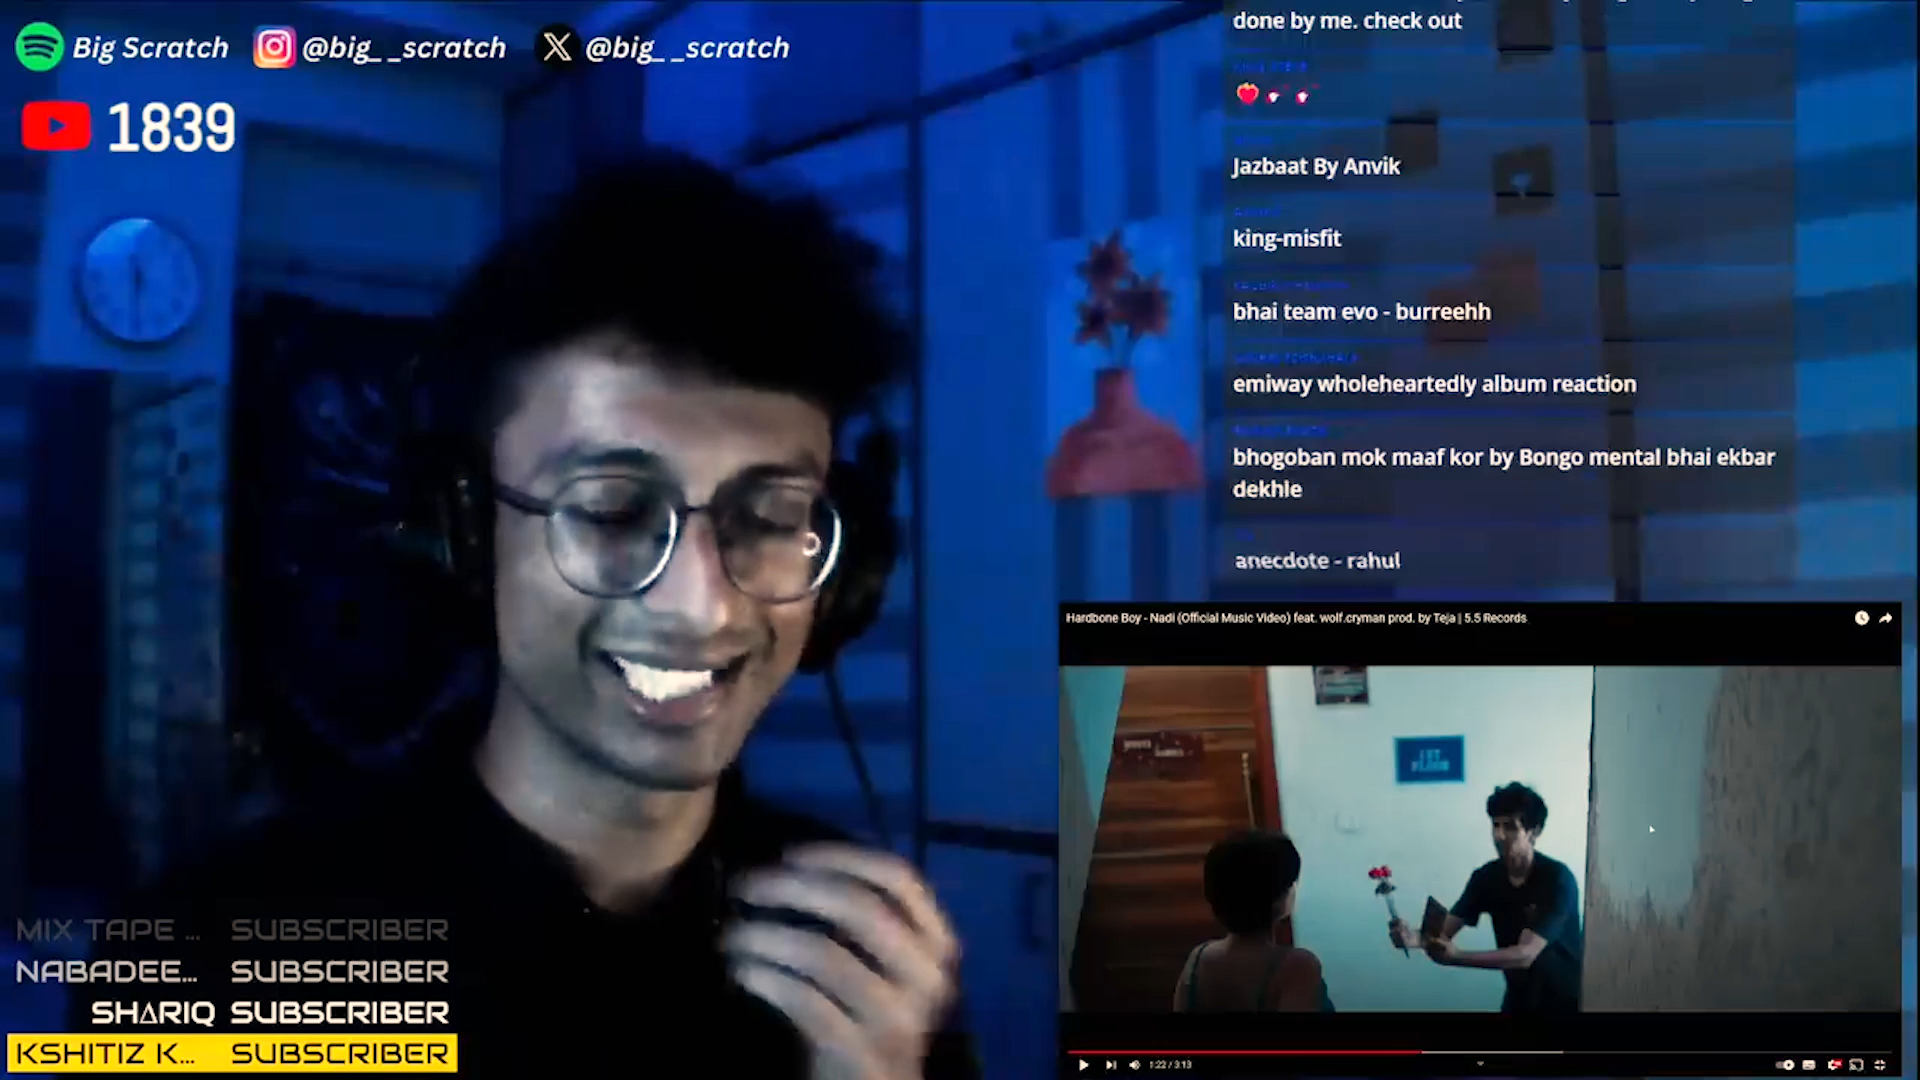 Big Scratch @big_ _scratch @big_ _scratch
1839
done by me. check out
Jazbaat By Anvik
king-misfit
bhai team evo - burreehh
emiway wholeheartedly album reaction
bhogoban mok maaf kor by Bongo mental bhai ekbar
dekhle
anecdote - rahul
Hardbone Boy - Nadi (Official Music Video) feat. wolf.cryman prod. by Teja | 5.5 Records
1ST
FLOOR
1:22 / 3:13
MIX TAPE ... SUBSCRIBER
NABADEE... SUBSCRIBER
SHΔRIQ SUBSCRIBER
KSHITIZ K... SUBSCRIBER